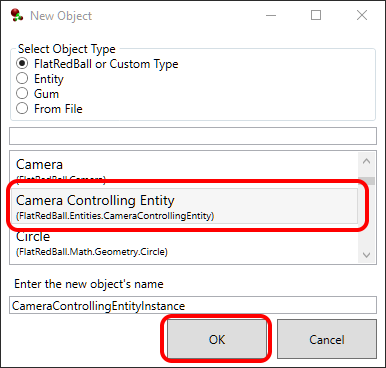 New Object
Select Object Type
FlatRedBall or Custom Type
Entity
Gum
From File
Camera
(FlatRedBall.Camera)
Camera Controlling Entity
(FlatRedBall.Entities.CameraControllingEntity)
Circle
(FlatRedBall.Math.Geometry.Circle)
Enter the new object's name
CameraControllingEntityInstance
OK
Cancel